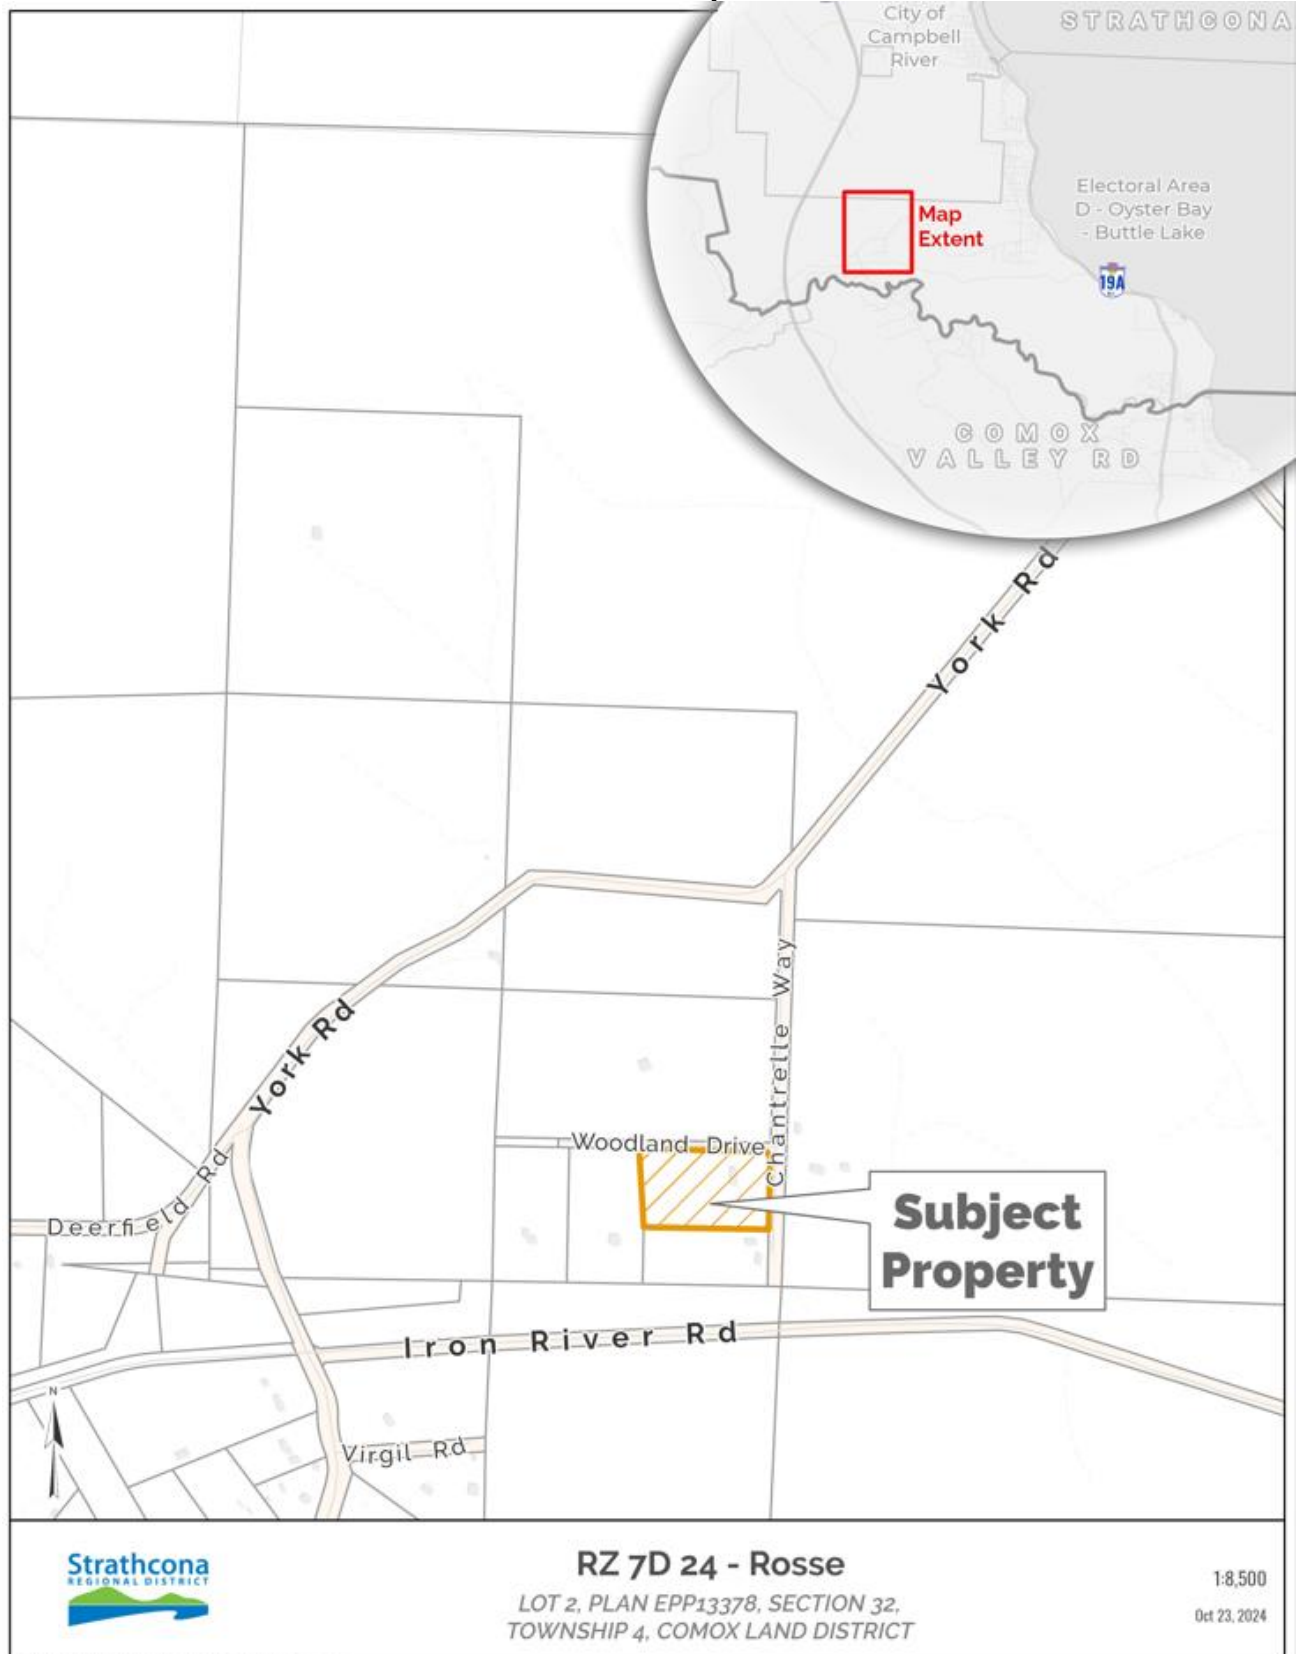 City of
Campbell
River
STRATHCONA
Electoral Area
D - Oyster Bay
- Buttle Lake
Map
Extent
19A
COMOX
VALLEY RD
York Rd
Chantrelle Way
York Rd
Woodland Drive
Deerfield Rd
Subject
Property
Iron River Rd
N
Virgil Rd
Strathcona
REGIONAL DISTRICT
RZ 7D 24 - Rosse
LOT 2, PLAN EPP13378, SECTION 32,
TOWNSHIP 4, COMOX LAND DISTRICT
1:8,500
Oct 23, 2024